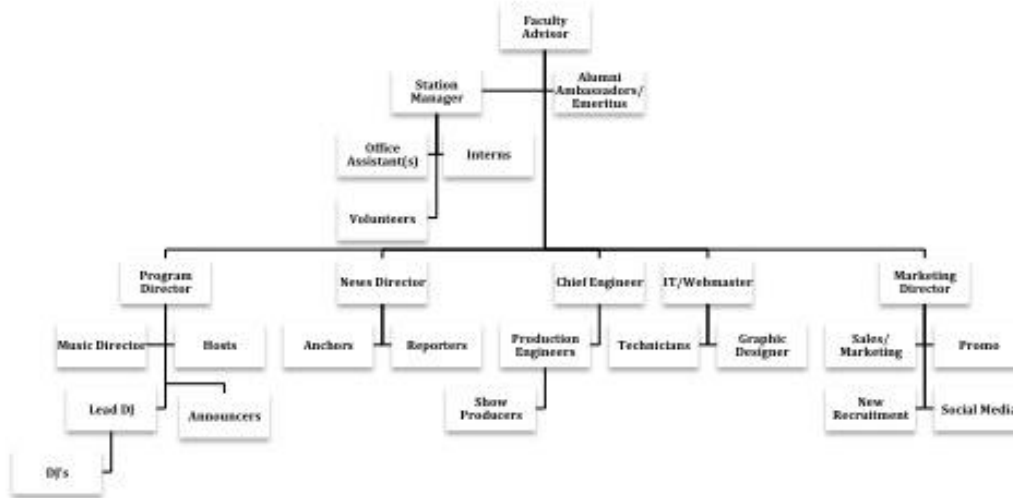 Faculty
Advisor
Station
Manager
Alumni
Ambassadors/
Emeritus
Office
Assistant(s)
Interns
Volunteers
Program
Director
News Director
Chief Engineer
IT/Webmaster
Marketing
Director
Music Director
Hosts
Anchors
Reporters
Production
Engineers
Technicians
Graphic
Designer
Sales/
Marketing
Promo
Lead DJ
Announcers
Show
Producers
New
Recruitment
Social Media
DJ's